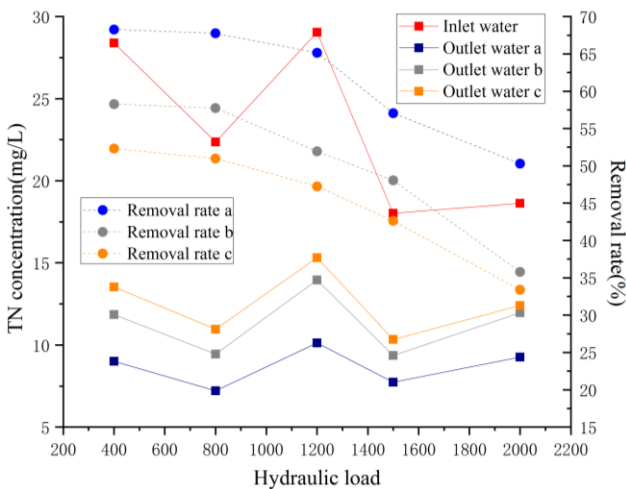 30
25
20
15
10
5
TN concentration(mg/L)
70
65
60
55
50
45
40
35
30
25
20
15
Removal rate(%)
Inlet water
Outlet water a
Outlet water b
Outlet water c
Removal rate a
Removal rate b
Removal rate c
200 400 600 800 1000 1200 1400 1600 1800 2000 2200
Hydraulic load